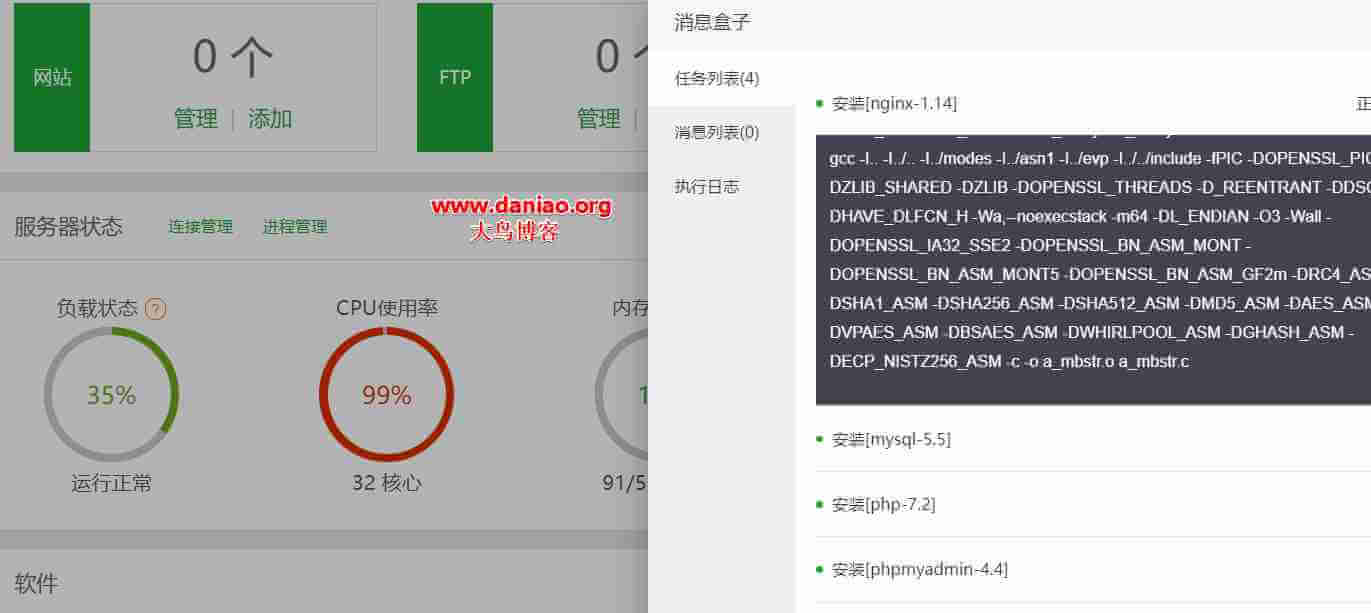 网站
0 个
管理 | 添加
FTP
0
管理 |
服务器状态 连接管理 进程管理
www.daniao.org
大鸟博客
负载状态 ?
CPU使用率
内存
35%
99%
1
运行正常
32 核心
91/5
软件
消息盒子
任务列表(4)
消息列表(0)
执行日志
安装[nginx-1.14]
正
gcc -I.. -I../.. -I../modes -I../asn1 -I../evp -I../../include -fPIC -DOPENSSL_PIC
DZLIB_SHARED -DZLIB -DOPENSSL_THREADS -D_REENTRANT -DDSO
DHAVE_DLFCN_H -Wa,--noexecstack -m64 -DL_ENDIAN -O3 -Wall -
DOPENSSL_IA32_SSE2 -DOPENSSL_BN_ASM_MONT -
DOPENSSL_BN_ASM_MONT5 -DOPENSSL_BN_ASM_GF2m -DRC4_AS
DSHA1_ASM -DSHA256_ASM -DSHA512_ASM -DMD5_ASM -DAES_ASM
DVPAES_ASM -DBSAES_ASM -DWHIRLPOOL_ASM -DGHASH_ASM -
DECP_NISTZ256_ASM -c -o a_mbstr.o a_mbstr.c
安装[mysql-5.5]
安装[php-7.2]
安装[phpmyadmin-4.4]